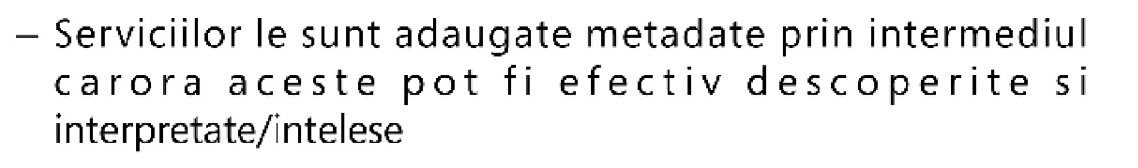 – Serviciilor le sunt adaugate metadate prin intermediul
carora aceste pot fi efectiv descoperite si
interpretate/intelese